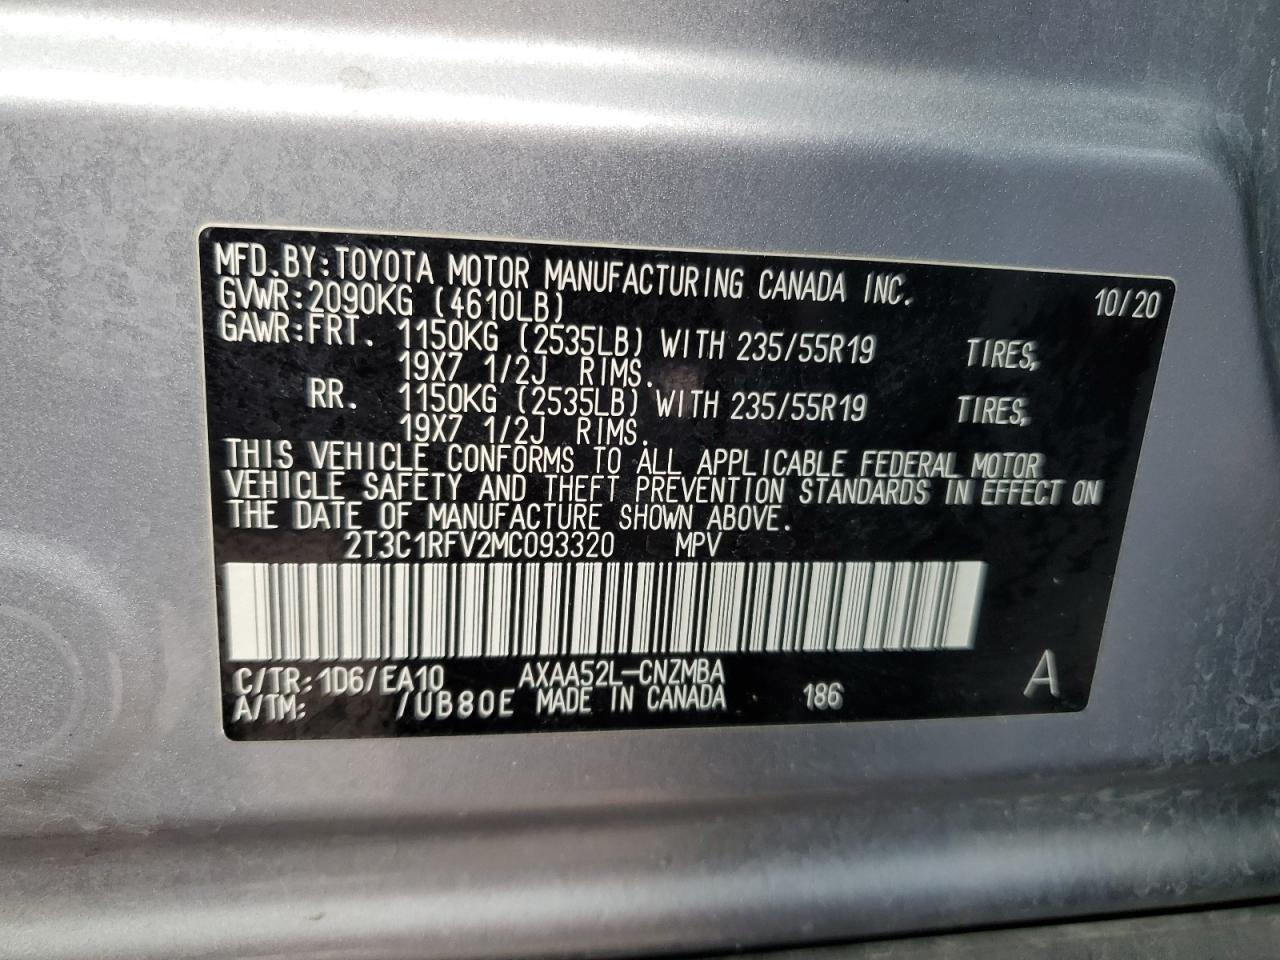 MFD.BY:TOYOTA MOTOR MANUFACTURING CANADA INC. 10/20
GVWR:2090KG (4610LB)
GAWR:FRT. 1150KG (2535LB) WITH 235/55R19 TIRES,
19X7 1/2J RIMS.
RR. 1150KG (2535LB) WITH 235/55R19 TIRES,
19X7 1/2J RIMS.
THIS VEHICLE CONFORMS TO ALL APPLICABLE FEDERAL MOTOR
VEHICLE SAFETY AND THEFT PREVENTION STANDARDS IN EFFECT ON
THE DATE OF MANUFACTURE SHOWN ABOVE.
2T3C1RFV2MC093320 MPV
C/TR:1D6/EA10 AXAA52L-CNZMBA A
A/TM: /UB80E MADE IN CANADA 186